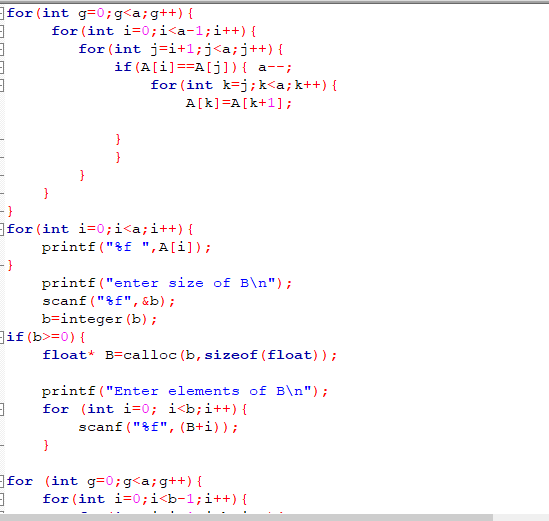 for(int g=0;g<a;g++){
for(int i=0;i<a-1;i++){
for(int j=i+1;j<a;j++){
if(A[i]==A[j]){ a--;
for(int k=j;k<a;k++){
A[k]=A[k+1];
}
}
}
}
}
for(int i=0;i<a;i++){
printf("%f ",A[i]);
}
printf("enter size of B\n");
scanf("%f",&b);
b=integer(b);
if(b>=0){
float* B=calloc(b,sizeof(float));
printf("Enter elements of B\n");
for (int i=0; i<b;i++){
scanf("%f",(B+i));
}
for (int g=0;g<a;g++){
for(int i=0;i<b-1;i++){